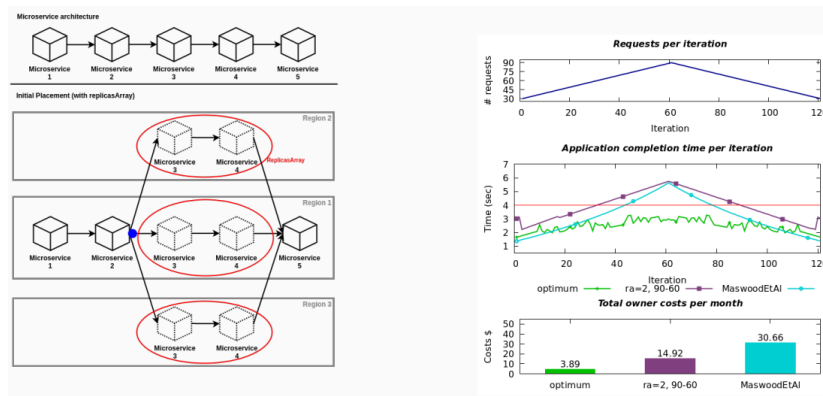 Microservice architecture
Microservice 1
Microservice 2
Microservice 3
Microservice 4
Microservice 5
Initial Placement (with replicasArray)
Region 2
Microservice 3
Microservice 4
ReplicasArray
Region 1
Microservice 1
Microservice 2
Microservice 3
Microservice 4
Microservice 5
Region 3
Microservice 3
Microservice 4
Requests per iteration
# requests
90
75
60
45
30
0 20 40 60 80 100 120
Iteration
Application completion time per iteration
Time (sec)
7
6
5
4
3
2
1
0 20 40 60 80 100 120
Iteration
optimum ra=2, 90-60 MaswoodEtAl
Total owner costs per month
Costs $
50
40
30
20
10
0
3.89 14.92 30.66
optimum ra=2, 90-60 MaswoodEtAl